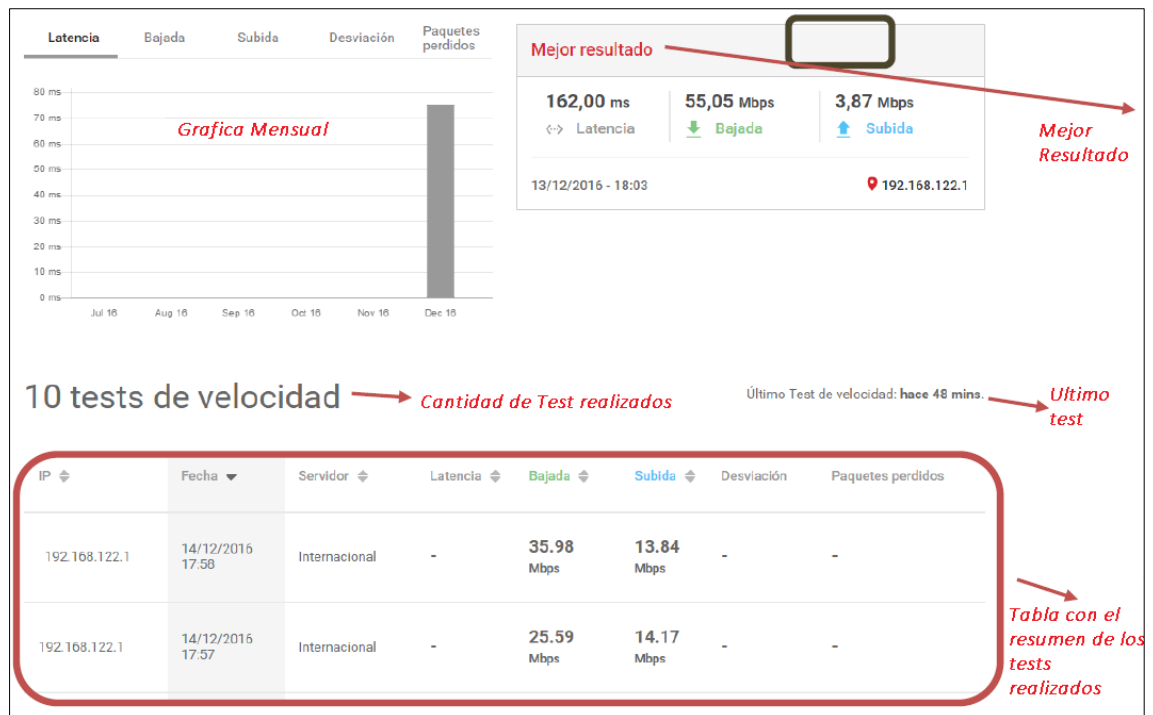 Latencia Bajada Subida Desviación Paquetes perdidos
80 ms
70 ms
60 ms
50 ms
40 ms
30 ms
20 ms
10 ms
0 ms
Jul 16 Aug 16 Sep 16 Oct 16 Nov 16 Dec 16
Grafica Mensual
Mejor resultado
162,00 ms 55,05 Mbps 3,87 Mbps
Latencia Bajada Subida
13/12/2016 - 18:03 192.168.122.1
Mejor
Resultado
10 tests de velocidad
Cantidad de Test realizados
Último Test de velocidad: hace 48 mins.
Ultimo
test
IP Fecha Servidor Latencia Bajada Subida Desviación Paquetes perdidos
192.168.122.1 14/12/2016 17:58 Internacional - 35.98 Mbps 13.84 Mbps - -
192.168.122.1 14/12/2016 17:57 Internacional - 25.59 Mbps 14.17 Mbps - -
Tabla con el
resumen de los
tests
realizados